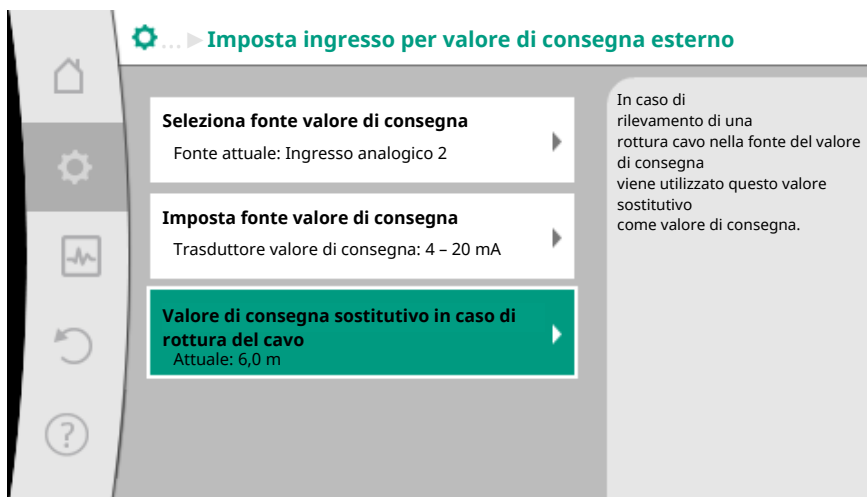 ... ▶ Imposta ingresso per valore di consegna esterno
Seleziona fonte valore di consegna
Fonte attuale: Ingresso analogico 2
Imposta fonte valore di consegna
Trasduttore valore di consegna: 4 – 20 mA
Valore di consegna sostitutivo in caso di
rottura del cavo
Attuale: 6,0 m
In caso di
rilevamento di una
rottura cavo nella fonte del valore
di consegna
viene utilizzato questo valore
sostitutivo
come valore di consegna.
?